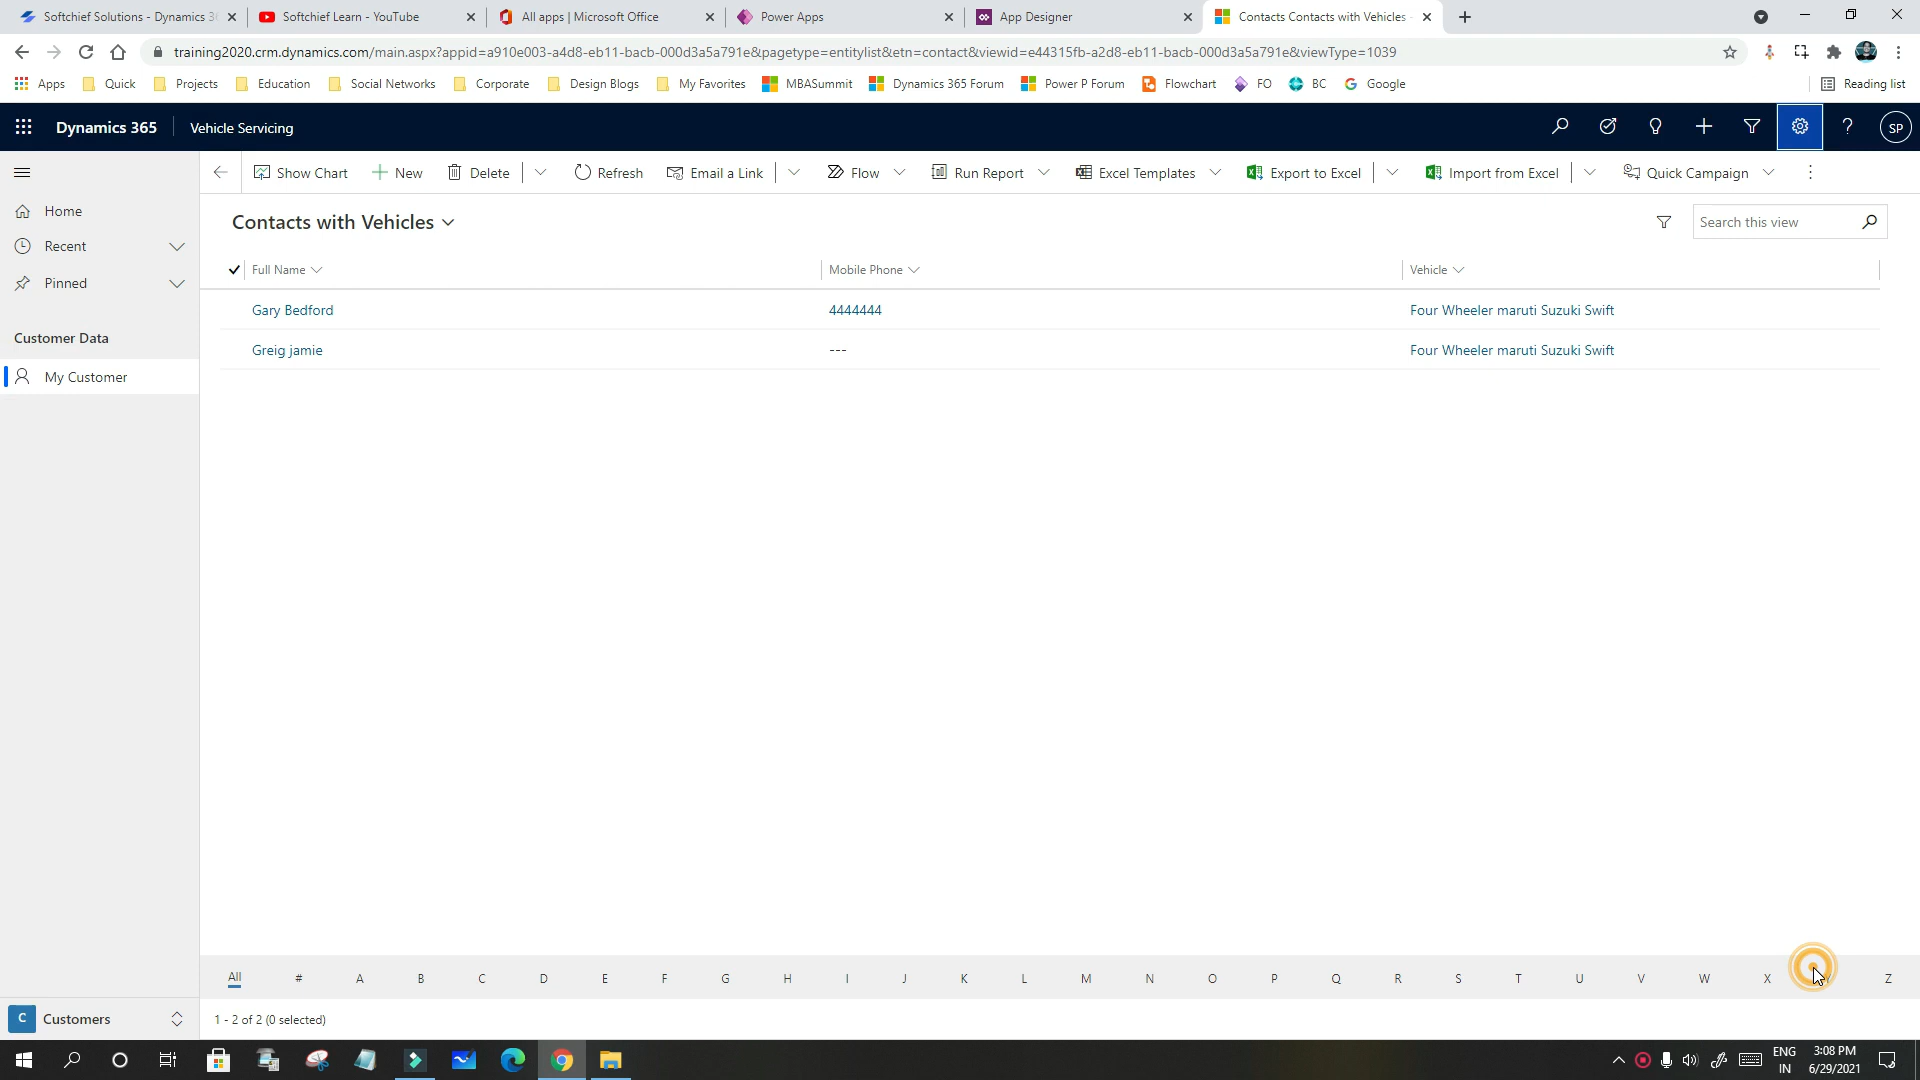 Softchief Solutions - Dynamics 3
Softchief Learn - YouTube
All apps | Microsoft Office
Power Apps
App Designer
Contacts Contacts with Vehicles
training2020.crm.dynamics.com/main.aspx?appid=a910e003-a4d8-eb11-bacb-000d3a5a791e&pagetype=entitylist&etn=contact&viewid=e44315fb-a2d8-eb11-bacb-000d3a5a791e&viewType=1039
Apps Quick Projects Education Social Networks Corporate Design Blogs My Favorites MBASummit Dynamics 365 Forum Power P Forum Flowchart FO BC Google Reading list
Dynamics 365 Vehicle Servicing SP
Show Chart New Delete Refresh Email a Link Flow Run Report Excel Templates Export to Excel Import from Excel Quick Campaign
Home
Recent
Pinned
Customer Data
My Customer
Contacts with Vehicles
Search this view
Full Name Mobile Phone Vehicle
Gary Bedford 4444444 Four Wheeler maruti Suzuki Swift
Greig jamie --- Four Wheeler maruti Suzuki Swift
All # A B C D E F G H I J K L M N O P Q R S T U V W X Y Z
C Customers
1 - 2 of 2 (0 selected)
ENG
IN
3:08 PM
6/29/2021